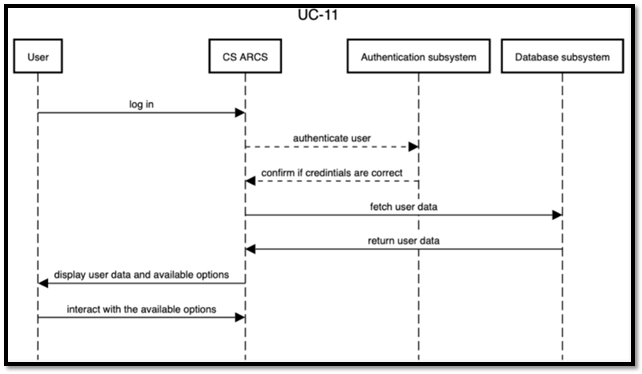 UC-11
User
CS ARCS
Authentication subsystem
Database subsystem
log in
authenticate user
confirm if credintials are correct
fetch user data
return user data
display user data and available options
interact with the available options